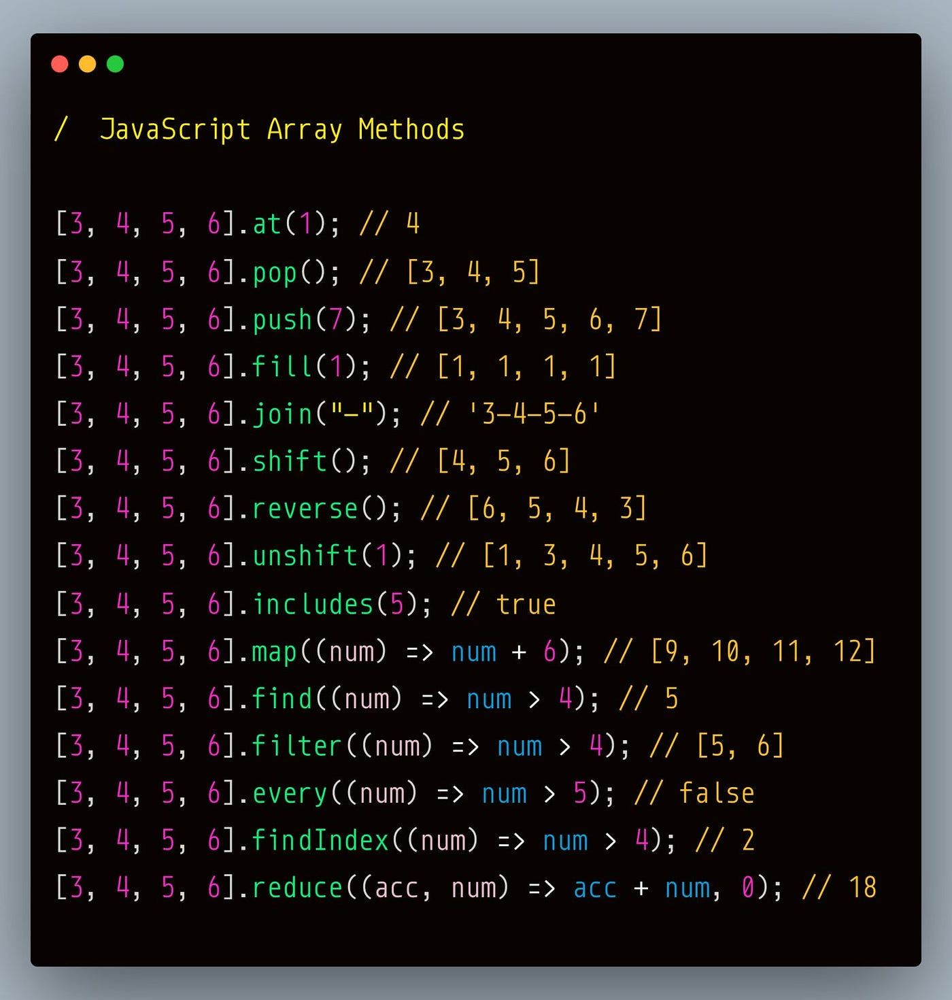 /  JavaScript Array Methods
[3, 4, 5, 6].at(1); // 4
[3, 4, 5, 6].pop(); // [3, 4, 5]
[3, 4, 5, 6].push(7); // [3, 4, 5, 6, 7]
[3, 4, 5, 6].fill(1); // [1, 1, 1, 1]
[3, 4, 5, 6].join("-"); // '3-4-5-6'
[3, 4, 5, 6].shift(); // [4, 5, 6]
[3, 4, 5, 6].reverse(); // [6, 5, 4, 3]
[3, 4, 5, 6].unshift(1); // [1, 3, 4, 5, 6]
[3, 4, 5, 6].includes(5); // true
[3, 4, 5, 6].map((num) => num + 6); // [9, 10, 11, 12]
[3, 4, 5, 6].find((num) => num > 4); // 5
[3, 4, 5, 6].filter((num) => num > 4); // [5, 6]
[3, 4, 5, 6].every((num) => num > 5); // false
[3, 4, 5, 6].findIndex((num) => num > 4); // 2
[3, 4, 5, 6].reduce((acc, num) => acc + num, 0); // 18